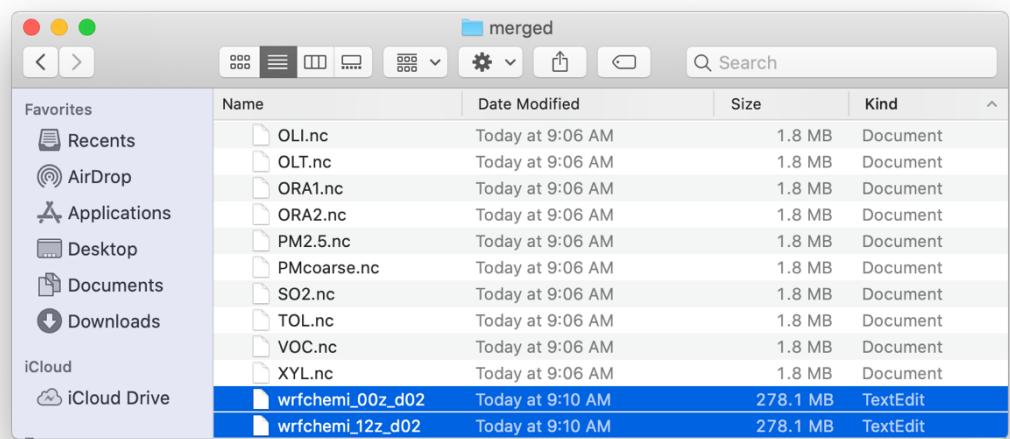 merged
Search
Favorites
Recents
AirDrop
Applications
Desktop
Documents
Downloads
iCloud
iCloud Drive
Name Date Modified Size Kind
OLI.nc Today at 9:06 AM 1.8 MB Document
OLT.nc Today at 9:06 AM 1.8 MB Document
ORA1.nc Today at 9:06 AM 1.8 MB Document
ORA2.nc Today at 9:06 AM 1.8 MB Document
PM2.5.nc Today at 9:06 AM 1.8 MB Document
PMcoarse.nc Today at 9:06 AM 1.8 MB Document
SO2.nc Today at 9:06 AM 1.8 MB Document
TOL.nc Today at 9:06 AM 1.8 MB Document
VOC.nc Today at 9:06 AM 1.8 MB Document
XYL.nc Today at 9:06 AM 1.8 MB Document
wrfchemi_00z_d02 Today at 9:10 AM 278.1 MB TextEdit
wrfchemi_12z_d02 Today at 9:10 AM 278.1 MB TextEdit